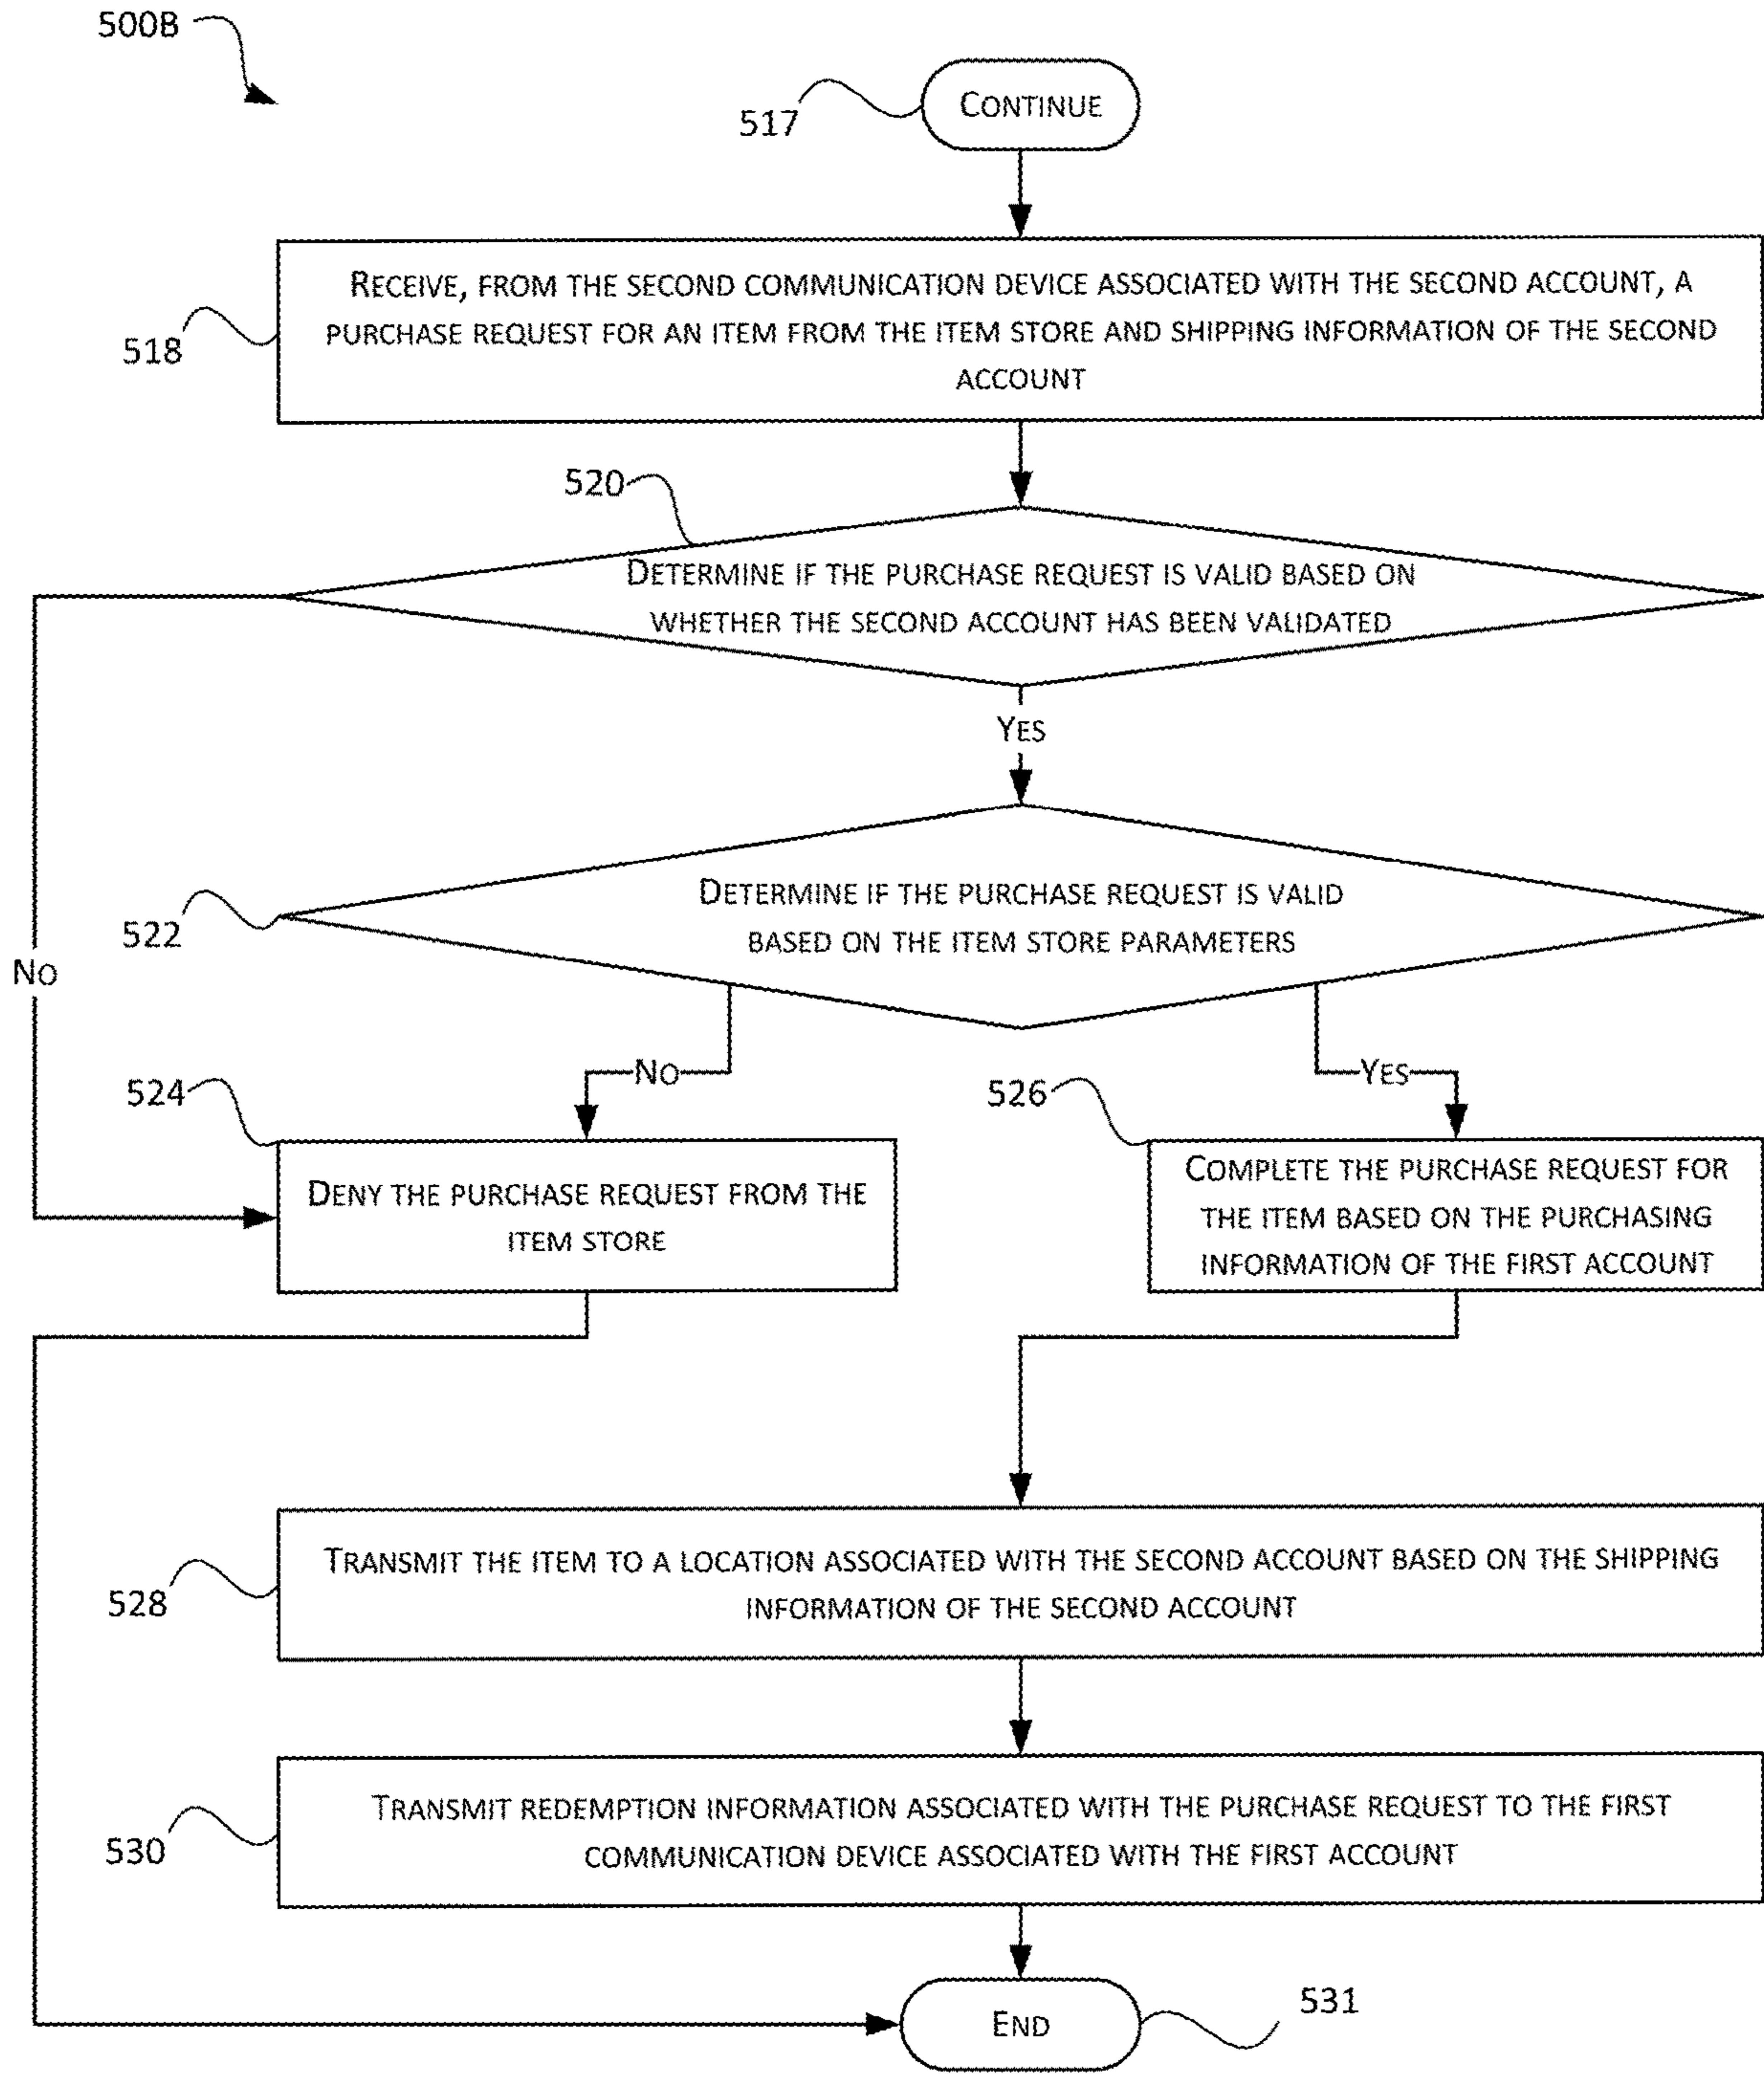 500B
517
CONTINUE
RECEIVE, FROM THE SECOND COMMUNICATION DEVICE ASSOCIATED WITH THE SECOND ACCOUNT, A
PURCHASE REQUEST FOR AN ITEM FROM THE ITEM STORE AND SHIPPING INFORMATION OF THE SECOND
ACCOUNT
518
520
DETERMINE IF THE PURCHASE REQUEST IS VALID BASED ON
WHETHER THE SECOND ACCOUNT HAS BEEN VALIDATED
YES
DETERMINE IF THE PURCHASE REQUEST IS VALID
BASED ON THE ITEM STORE PARAMETERS
522
NO
NO
YES
524
526
DENY THE PURCHASE REQUEST FROM THE
ITEM STORE
COMPLETE THE PURCHASE REQUEST FOR
THE ITEM BASED ON THE PURCHASING
INFORMATION OF THE FIRST ACCOUNT
TRANSMIT THE ITEM TO A LOCATION ASSOCIATED WITH THE SECOND ACCOUNT BASED ON THE SHIPPING
INFORMATION OF THE SECOND ACCOUNT
528
TRANSMIT REDEMPTION INFORMATION ASSOCIATED WITH THE PURCHASE REQUEST TO THE FIRST
COMMUNICATION DEVICE ASSOCIATED WITH THE FIRST ACCOUNT
530
END
531